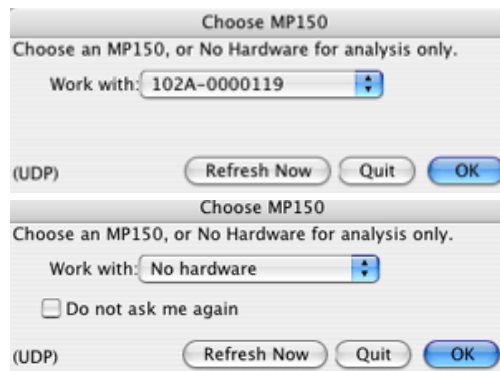 Choose MP150
Choose an MP150, or No Hardware for analysis only.
Work with: 102A-0000119
(UDP) Refresh Now Quit OK
Choose MP150
Choose an MP150, or No Hardware for analysis only.
Work with: No hardware
Do not ask me again
(UDP) Refresh Now Quit OK